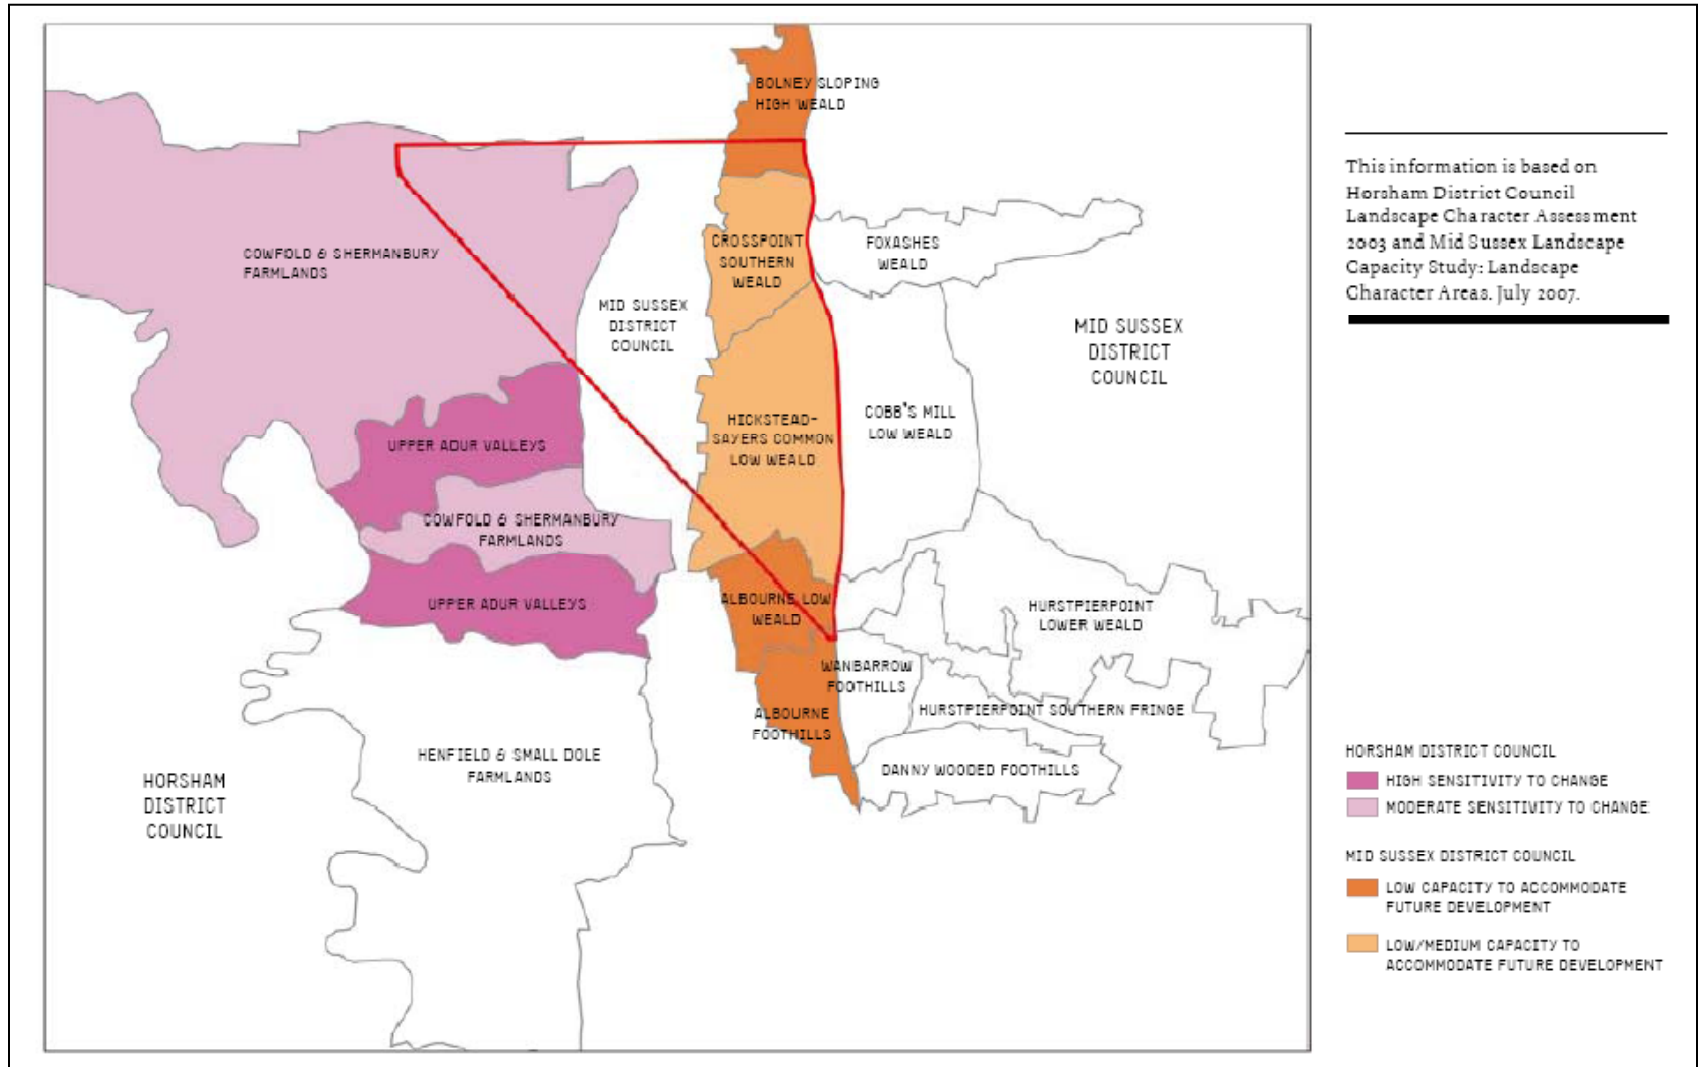 BOLNEY SLOPING
HIGH WEALD
COWFOLD & SHERMANBURY
FARMLANDS
CROSSPOINT
SOUTHERN
WEALD
FOXASHES
WEALD
MID SUSSEX
DISTRICT
COUNCIL
MID SUSSEX
DISTRICT
COUNCIL
UPPER ADUR VALLEYS
HICKSTEAD-
SAYERS COMMON
LOW WEALD
COBB'S MILL
LOW WEALD
COWFOLD & SHERMANBURY
FARMLANDS
UPPER ADUR VALLEYS
ALBOURNE LOW
WEALD
HURSTPIERPOINT
LOWER WEALD
WANBARROW
FOOTHILLS
HURSTPIERPOINT SOUTHERN FRINGE
ALBOURNE
FOOTHILLS
DANNY WOODED FOOTHILLS
HENFIELD & SMALL DOLE
FARMLANDS
HORSHAM
DISTRICT
COUNCIL
This information is based on
Horsham District Council
Landscape Character Assessment
2003 and Mid Sussex Landscape
Capacity Study: Landscape
Character Areas. July 2007.
HORSHAM DISTRICT COUNCIL
HIGH SENSITIVITY TO CHANGE
MODERATE SENSITIVITY TO CHANGE
MID SUSSEX DISTRICT COUNCIL
LOW CAPACITY TO ACCOMMODATE
FUTURE DEVELOPMENT
LOW/MEDIUM CAPACITY TO
ACCOMMODATE FUTURE DEVELOPMENT